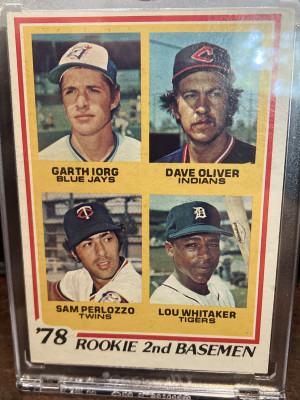 GARTH IORG
BLUE JAYS
DAVE OLIVER
INDIANS
SAM PERLOZZO
TWINS
LOU WHITAKER
TIGERS
'78 ROOKIE 2nd BASEMEN